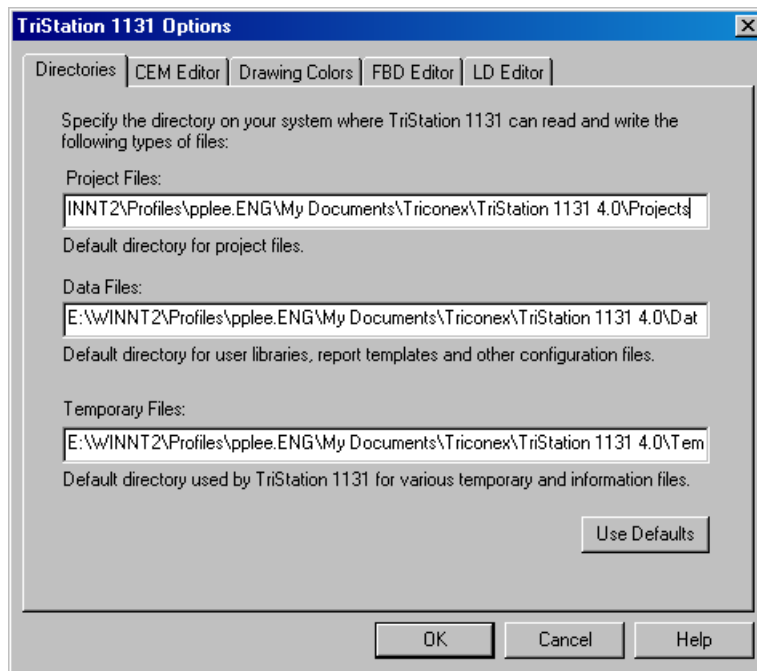 TriStation 1131 Options
Directories CEM Editor Drawing Colors FBD Editor LD Editor
Specify the directory on your system where TriStation 1131 can read and write the
following types of files:
Project Files:
INNT2\Profiles\pplee.ENG\My Documents\Triconex\TriStation 1131 4.0\Projects
Default directory for project files.
Data Files:
E:\WINNT2\Profiles\pplee.ENG\My Documents\Triconex\TriStation 1131 4.0\Dat
Default directory for user libraries, report templates and other configuration files.
Temporary Files:
E:\WINNT2\Profiles\pplee.ENG\My Documents\Triconex\TriStation 1131 4.0\Tem
Default directory used by TriStation 1131 for various temporary and information files.
Use Defaults
OK Cancel Help